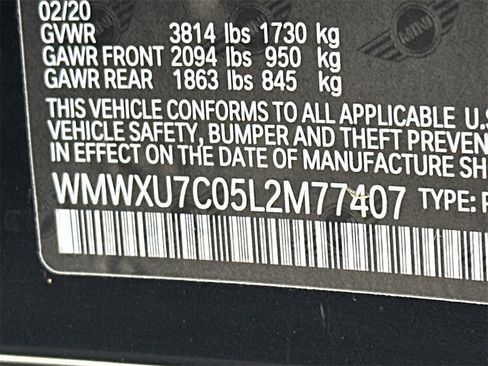 02/20
GVWR 3814 lbs 1730 kg
GAWR FRONT 2094 lbs 950 kg
GAWR REAR 1863 lbs 845 kg
THIS VEHICLE CONFORMS TO ALL APPLICABLE U.S
VEHICLE SAFETY, BUMPER AND THEFT PREVEN
IN EFFECT ON THE DATE OF MANUFACTURE SH
WMWXU7C05L2M77407 TYPE: P
MINI